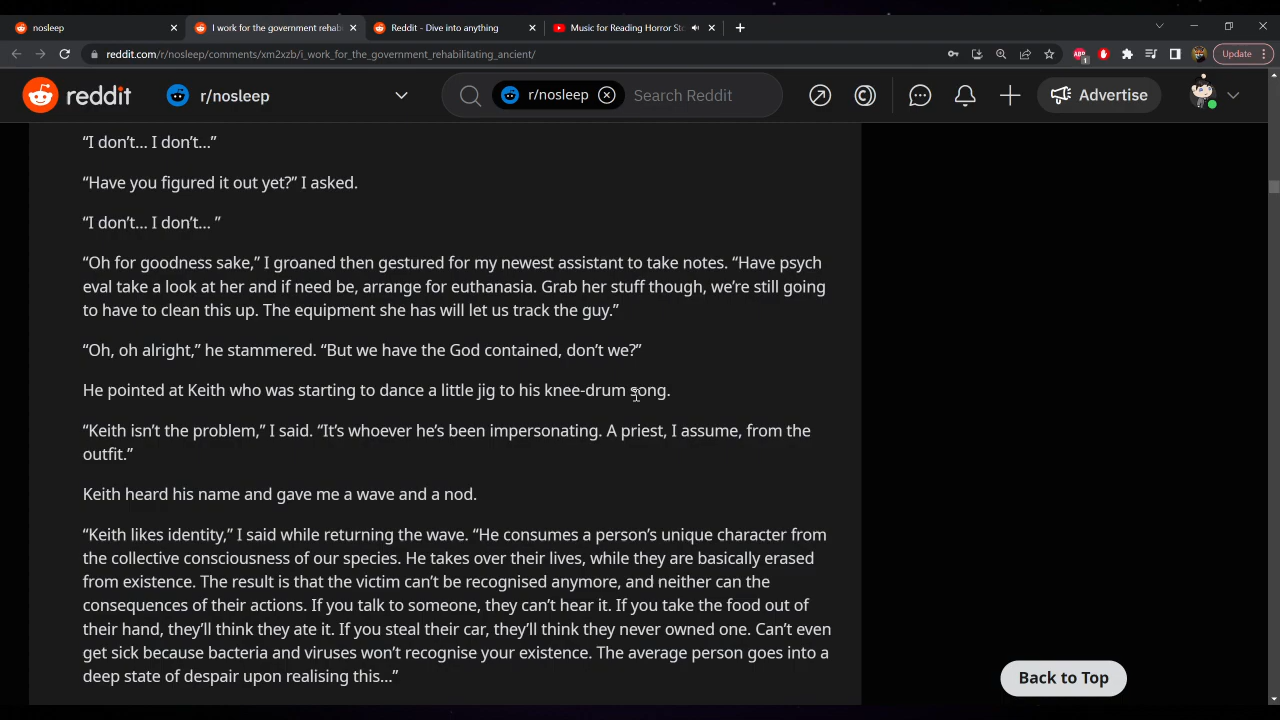 nosleep
I work for the government rehab
Reddit - Dive into anything
Music for Reading Horror Sto
reddit.com/r/nosleep/comments/xm2xzb/i_work_for_the_government_rehabilitating_ancient/
ABP
1
Update
reddit
r/nosleep
r/nosleep
Search Reddit
Advertise
“I don’t… I don’t…”
“Have you figured it out yet?” I asked.
“I don’t… I don’t… ”
“Oh for goodness sake,” I groaned then gestured for my newest assistant to take notes. “Have psych
eval take a look at her and if need be, arrange for euthanasia. Grab her stuff though, we’re still going
to have to clean this up. The equipment she has will let us track the guy.”
“Oh, oh alright,” he stammered. “But we have the God contained, don’t we?”
He pointed at Keith who was starting to dance a little jig to his knee-drum song.
“Keith isn’t the problem,” I said. “It’s whoever he’s been impersonating. A priest, I assume, from the
outfit.”
Keith heard his name and gave me a wave and a nod.
“Keith likes identity,” I said while returning the wave. “He consumes a person’s unique character from
the collective consciousness of our species. He takes over their lives, while they are basically erased
from existence. The result is that the victim can’t be recognised anymore, and neither can the
consequences of their actions. If you talk to someone, they can’t hear it. If you take the food out of
their hand, they’ll think they ate it. If you steal their car, they’ll think they never owned one. Can’t even
get sick because bacteria and viruses won’t recognise your existence. The average person goes into a
deep state of despair upon realising this…”
Back to Top